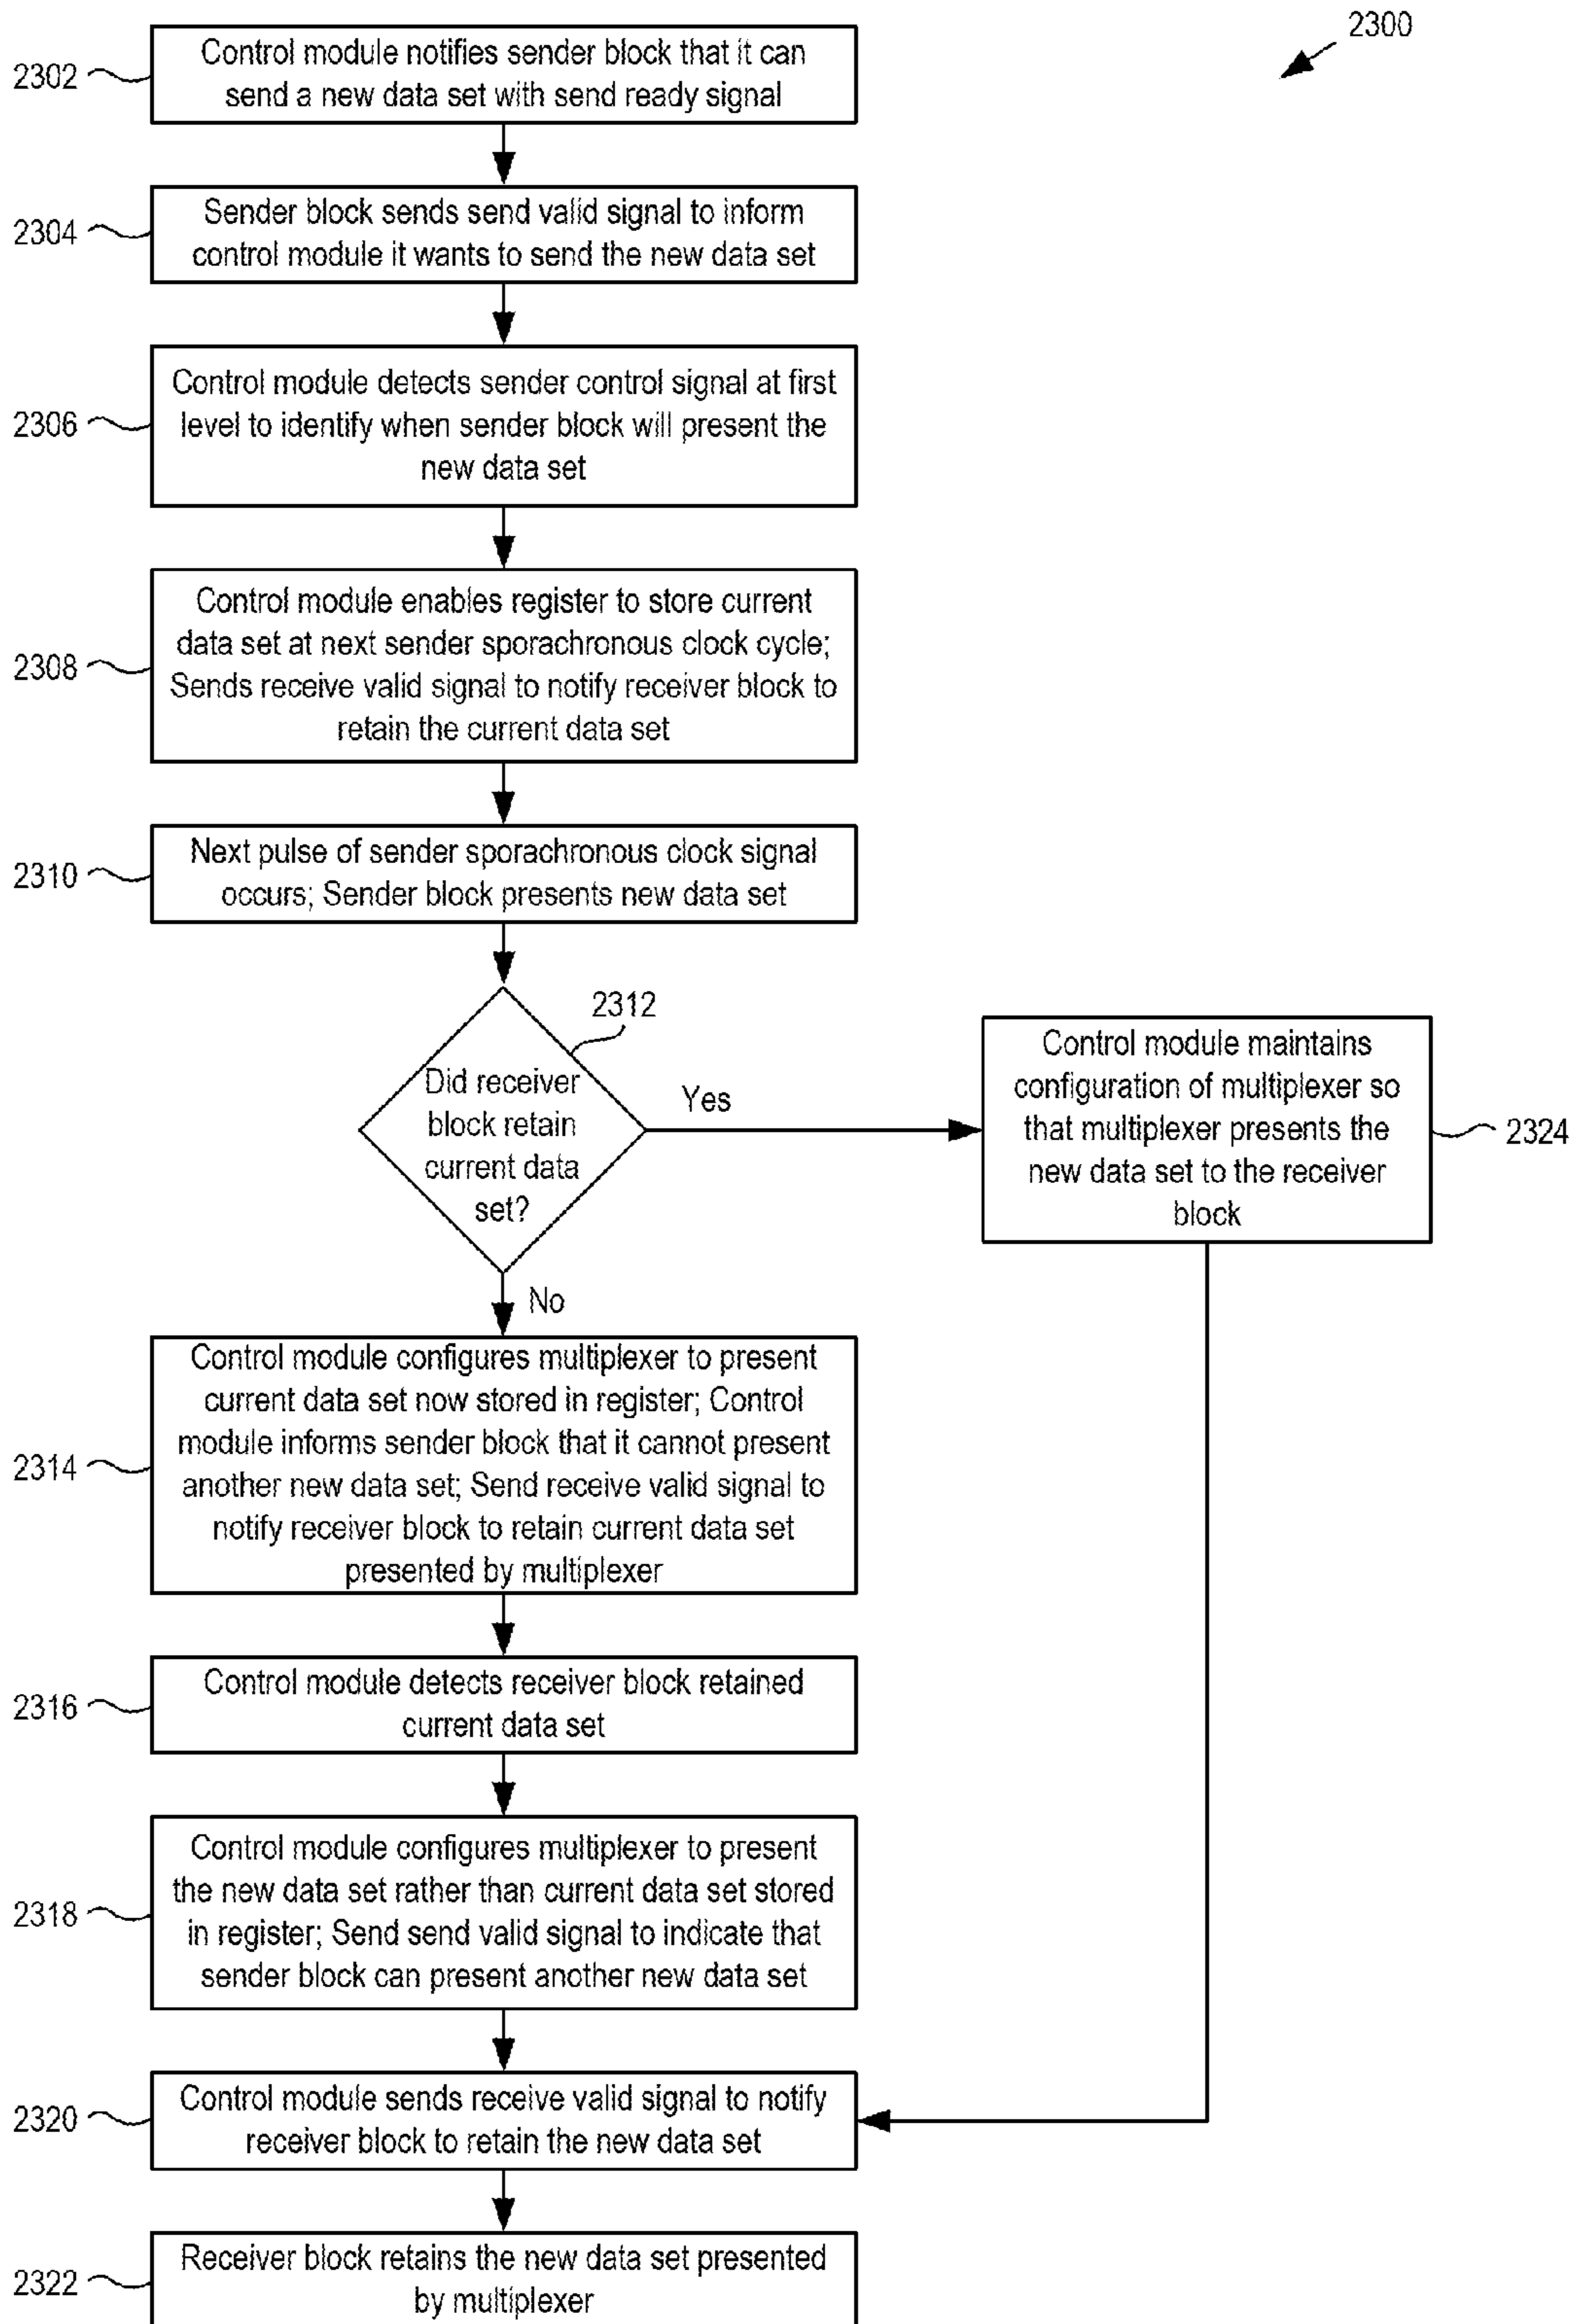 2300
2302
Control module notifies sender block that it can
send a new data set with send ready signal
2304
Sender block sends send valid signal to inform
control module it wants to send the new data set
2306
Control module detects sender control signal at first
level to identify when sender block will present the
new data set
2308
Control module enables register to store current
data set at next sender sporachronous clock cycle;
Sends receive valid signal to notify receiver block to
retain the current data set
2310
Next pulse of sender sporachronous clock signal
occurs; Sender block presents new data set
2312
Did receiver
block retain
current data
set?
Yes
Control module maintains
configuration of multiplexer so
that multiplexer presents the
new data set to the receiver
block
2324
No
2314
Control module configures multiplexer to present
current data set now stored in register; Control
module informs sender block that it cannot present
another new data set; Send receive valid signal to
notify receiver block to retain current data set
presented by multiplexer
2316
Control module detects receiver block retained
current data set
2318
Control module configures multiplexer to present
the new data set rather than current data set stored
in register; Send send valid signal to indicate that
sender block can present another new data set
2320
Control module sends receive valid signal to notify
receiver block to retain the new data set
2322
Receiver block retains the new data set presented
by multiplexer